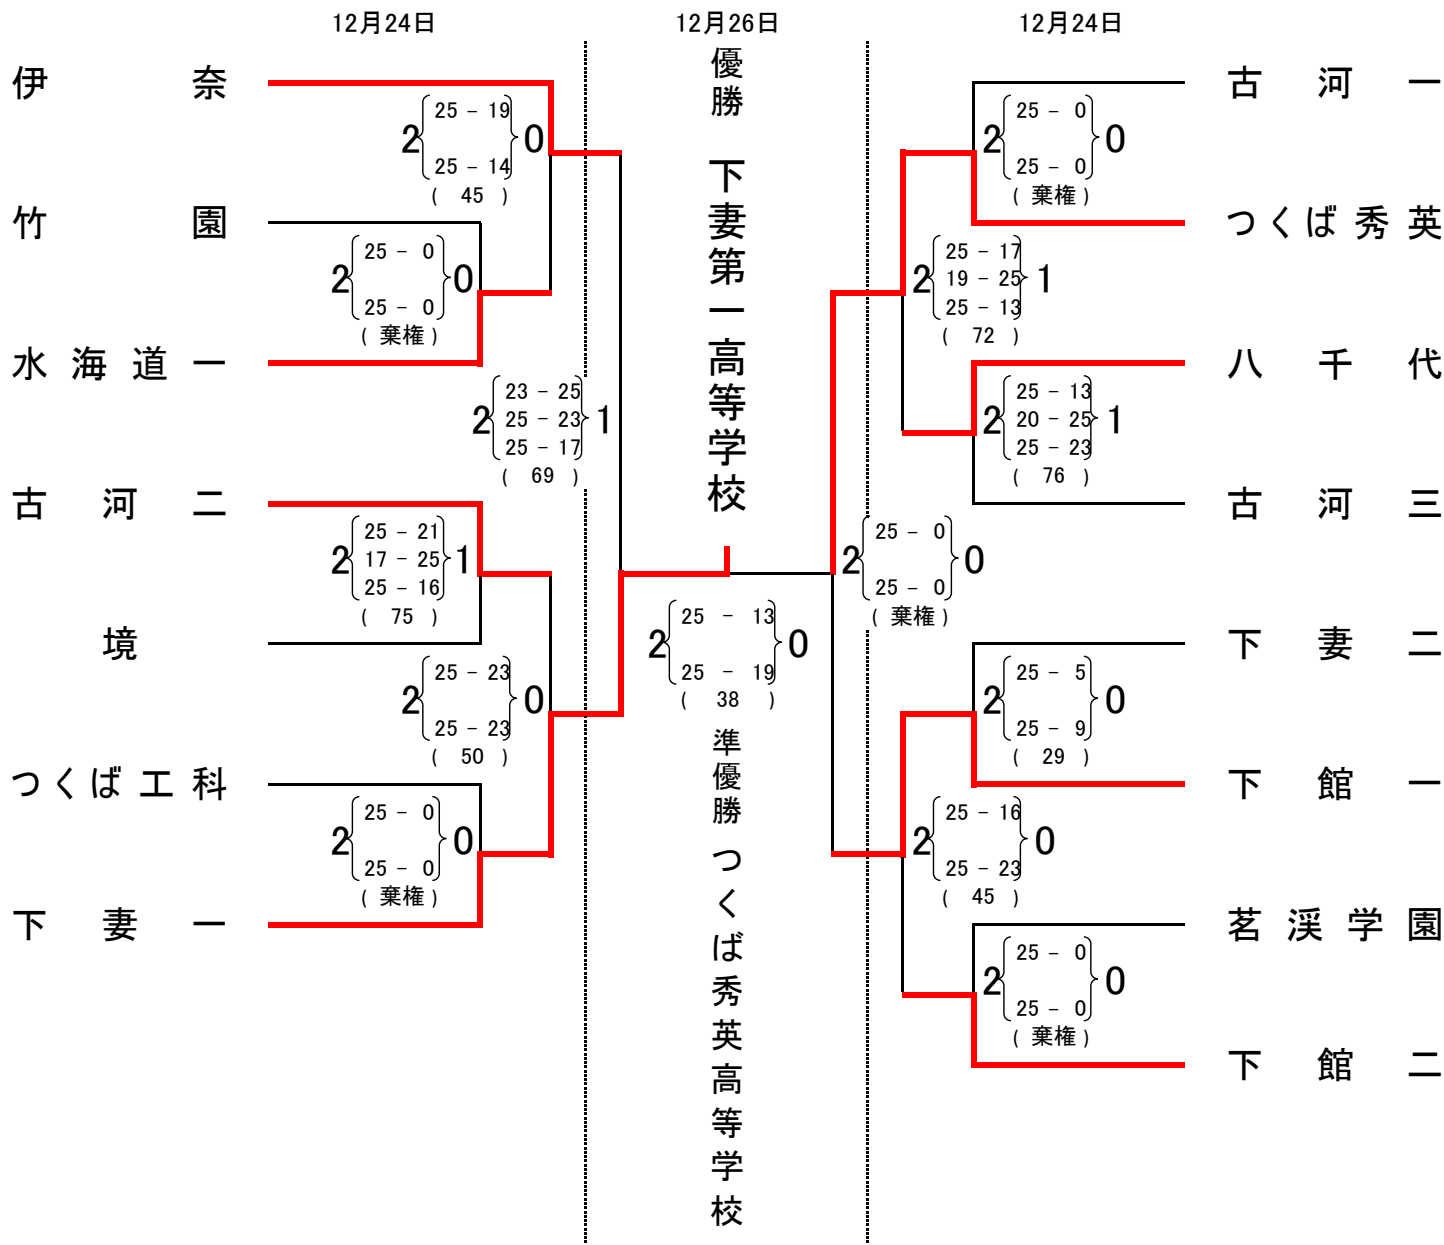 12月24日
12月26日
12月24日
伊奈
竹園
水海道一
古河二
境
つくば工科
下妻一
2 25 - 19 0
25 - 14
( 45 )
2 25 - 0 0
25 - 0
( 棄権 )
23 - 25
2 25 - 23 1
25 - 17
( 69 )
25 - 21
2 17 - 25 1
25 - 16
( 75 )
2 25 - 23 0
25 - 23
( 50 )
2 25 - 0 0
25 - 0
( 棄権 )
優勝 下妻第一高等学校
2 25 - 13 0
25 - 19
( 38 )
準優勝 つくば秀英高等学校
2 25 - 0 0
25 - 0
( 棄権 )
25 - 17
2 19 - 25 1
25 - 13
( 72 )
25 - 13
2 20 - 25 1
25 - 23
( 76 )
2 25 - 0 0
25 - 0
( 棄権 )
2 25 - 5 0
25 - 9
( 29 )
2 25 - 16 0
25 - 23
( 45 )
2 25 - 0 0
25 - 0
( 棄権 )
古河一
つくば秀英
八千代
古河三
下妻二
下館一
茗渓学園
下館二